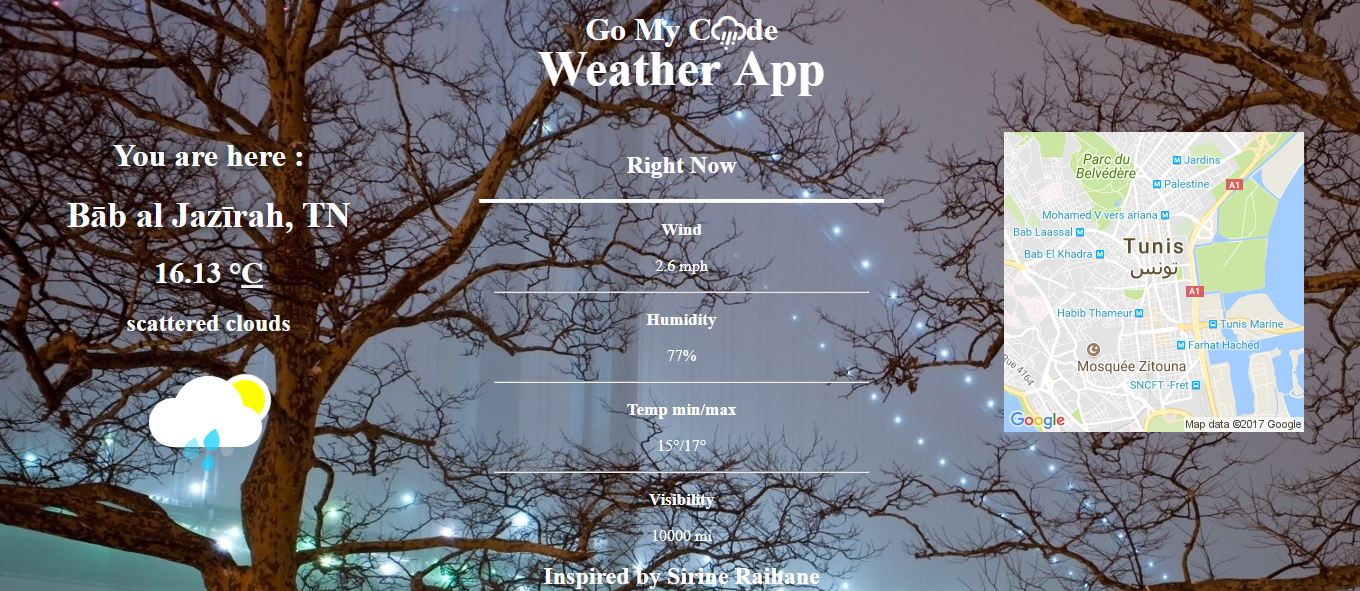 Go My C de
Weather App
You are here :
Bāb al Jazīrah, TN
16.13 °C
scattered clouds
Right Now
Wind
2.6 mph
Humidity
77%
Temp min/max
15°/17°
Visibility
10000 mi
Inspired by Sirine Raihane
Parc du
Belvédère
M Jardins
M Palestine
A1
Mohamed V vers ariana M
Bab Laassal M
Bab El Khadra M
Tunis
تونس
A1
Habib Thameur M
Tunis Marine
M Farhat Hached
Mosquée Zitouna
Rue 4164
SNCFT -Fret
Google
Map data ©2017 Google